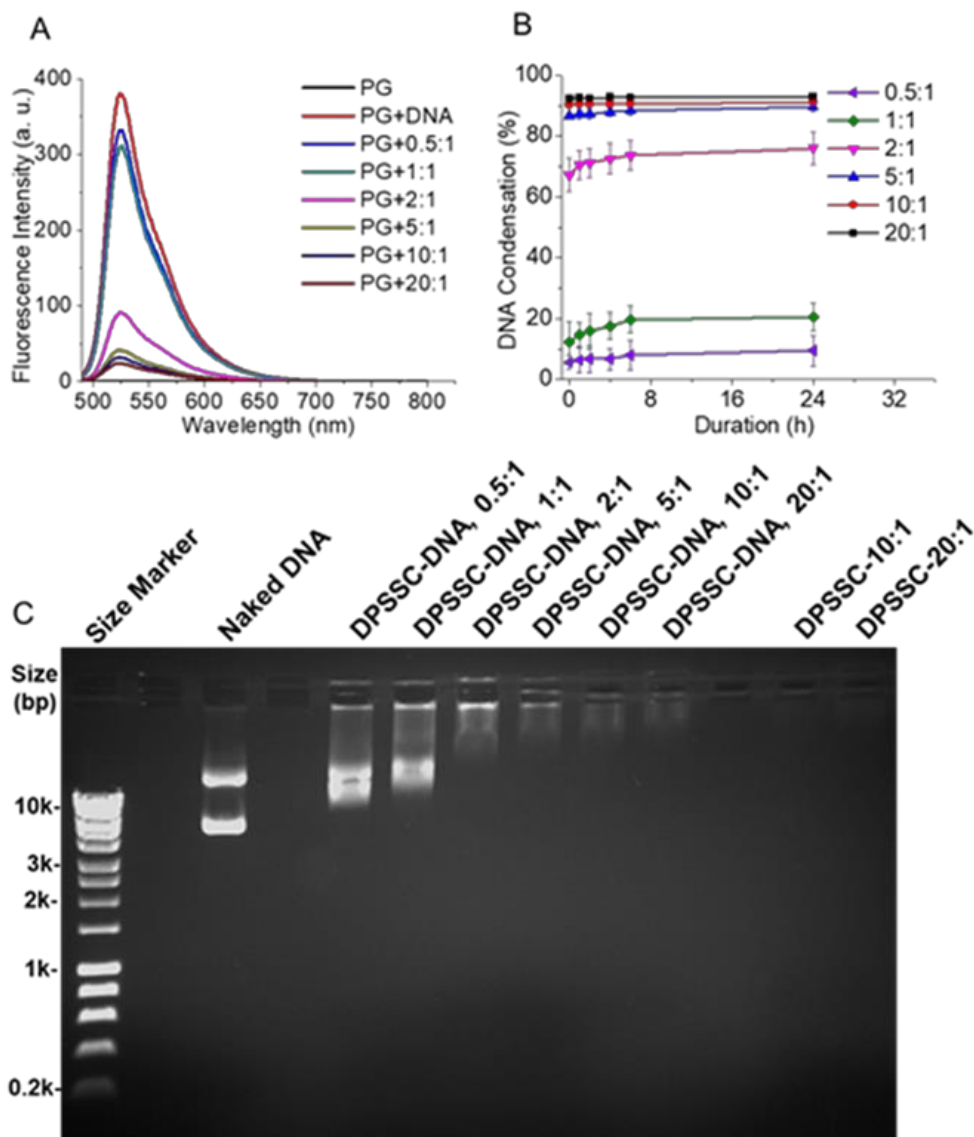 A
Fluorescence Intensity (a. u.)
400
300
200
100
0
500 550 600 650 700 750 800
Wavelength (nm)
PG
PG+DNA
PG+0.5:1
PG+1:1
PG+2:1
PG+5:1
PG+10:1
PG+20:1
B
DNA Condensation (%)
100
80
60
40
20
0
0 8 16 24 32
Duration (h)
0.5:1
1:1
2:1
5:1
10:1
20:1
C
Size Marker
Naked DNA
DPSSC-DNA, 0.5:1
DPSSC-DNA, 1:1
DPSSC-DNA, 2:1
DPSSC-DNA, 5:1
DPSSC-DNA, 10:1
DPSSC-DNA, 20:1
DPSSC-10:1
DPSSC-20:1
Size
(bp)
10k-
3k-
2k-
1k-
0.2k-